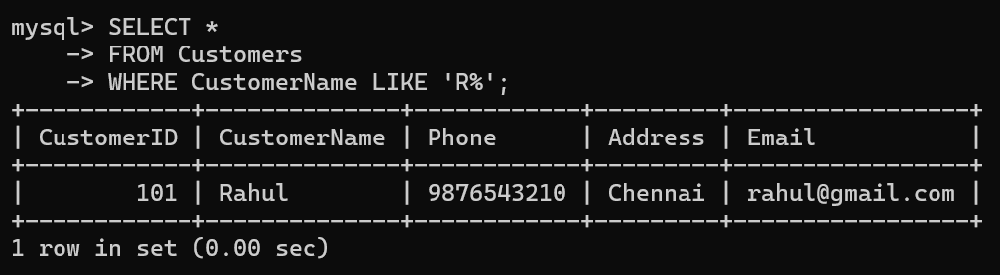 mysql> SELECT *
    -> FROM Customers
    -> WHERE CustomerName LIKE 'R%';
+------------+--------------+------------+---------+-----------------+
| CustomerID | CustomerName | Phone      | Address | Email           |
+------------+--------------+------------+---------+-----------------+
|        101 | Rahul        | 9876543210 | Chennai | rahul@gmail.com |
+------------+--------------+------------+---------+-----------------+
1 row in set (0.00 sec)